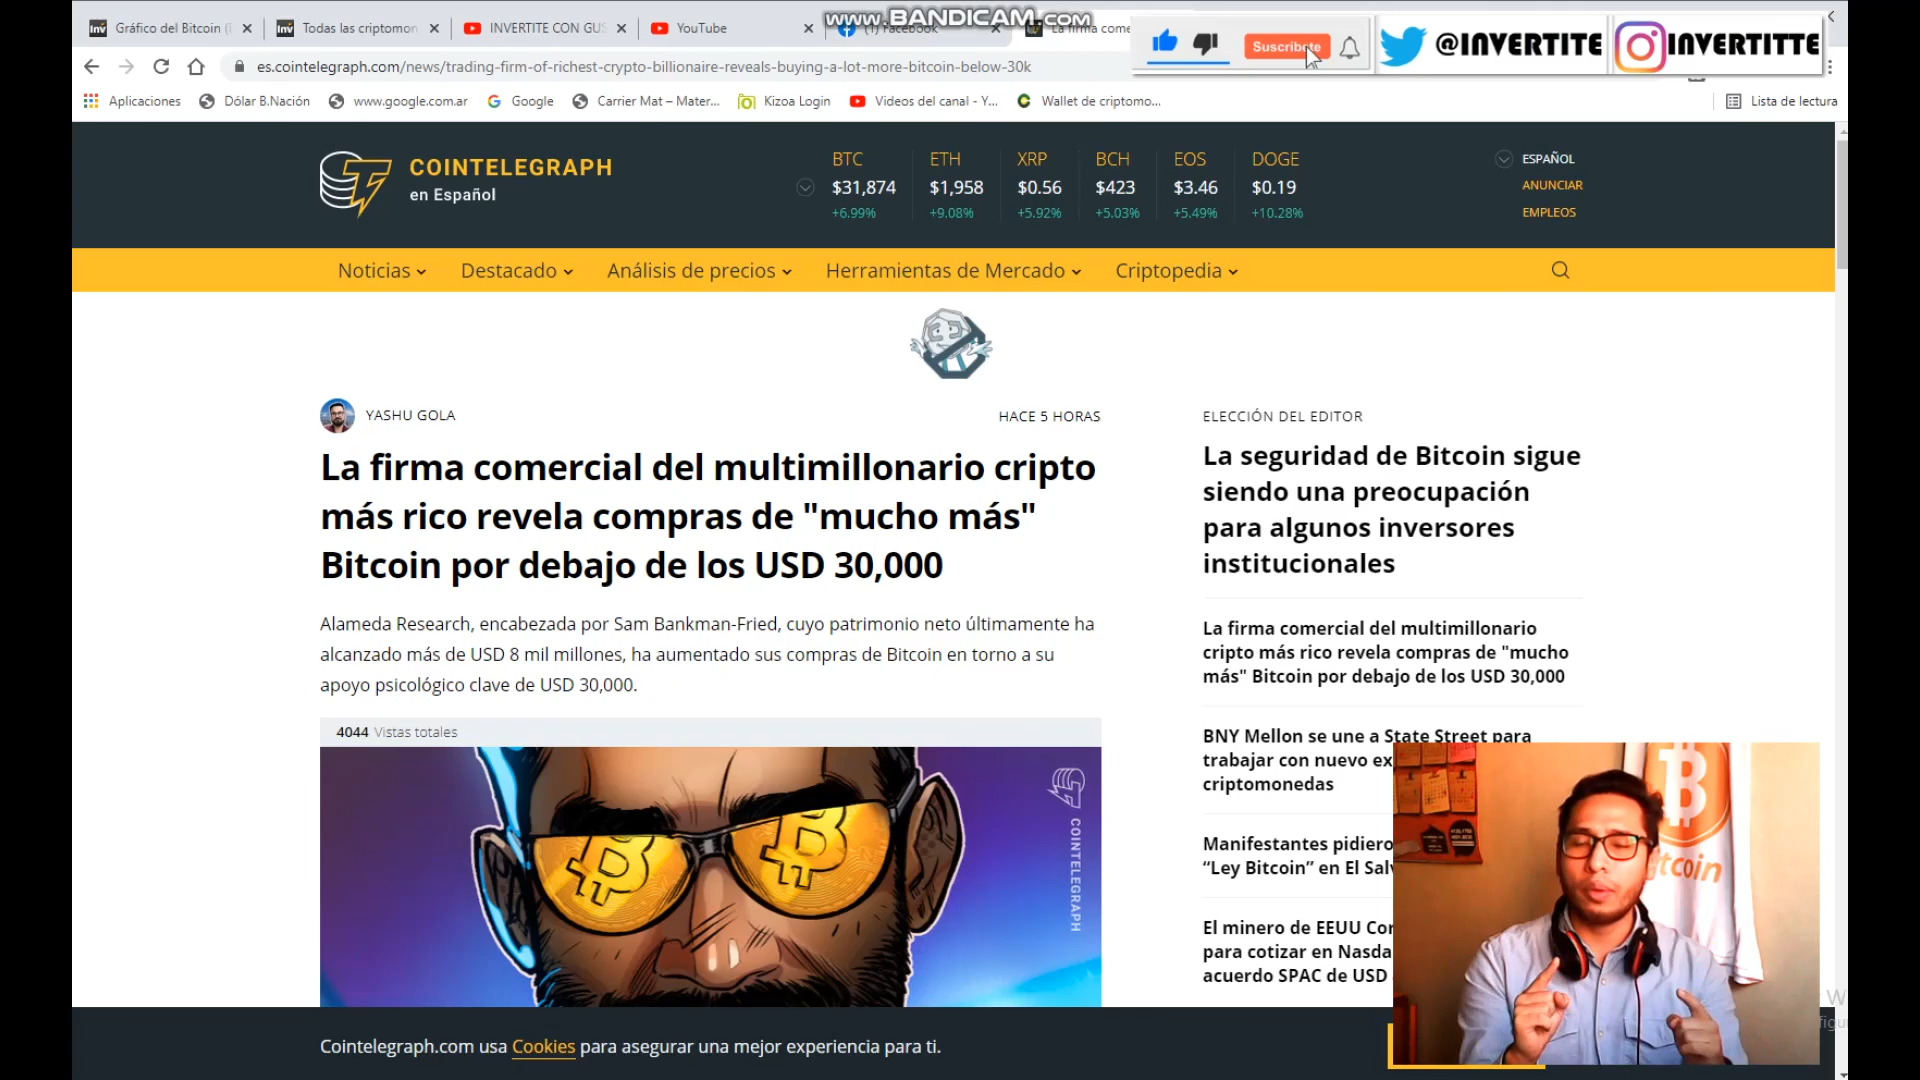 www.BANDICAM.com
Gráfico del Bitcoin (
Todas las criptomon
INVERTITE CON GUS
YouTube
(1) Facebook
La firma come
Suscribete
@INVERTITE
INVERTITTE
es.cointelegraph.com/news/trading-firm-of-richest-crypto-billionaire-reveals-buying-a-lot-more-bitcoin-below-30k
Aplicaciones
Dólar B.Nación
www.google.com.ar
Google
Carrier Mat – Mater...
Kizoa Login
Videos del canal - Y...
Wallet de criptomo...
Lista de lectura
COINTELEGRAPH
en Español
BTC ETH XRP BCH EOS DOGE
$31,874 $1,958 $0.56 $423 $3.46 $0.19
+6.99% +9.08% +5.92% +5.03% +5.49% +10.28%
ESPAÑOL
ANUNCIAR
EMPLEOS
Noticias Destacado Análisis de precios Herramientas de Mercado Criptopedia
YASHU GOLA
HACE 5 HORAS
La firma comercial del multimillonario cripto
más rico revela compras de "mucho más"
Bitcoin por debajo de los USD 30,000
Alameda Research, encabezada por Sam Bankman-Fried, cuyo patrimonio neto últimamente ha
alcanzado más de USD 8 mil millones, ha aumentado sus compras de Bitcoin en torno a su
apoyo psicológico clave de USD 30,000.
4044 Vistas totales
COINTELEGRAPH
ELECCIÓN DEL EDITOR
La seguridad de Bitcoin sigue
siendo una preocupación
para algunos inversores
institucionales
La firma comercial del multimillonario
cripto más rico revela compras de "mucho
más" Bitcoin por debajo de los USD 30,000
BNY Mellon se une a State Street para
trabajar con nuevo ex
criptomonedas
Manifestantes pidiero
“Ley Bitcoin” en El Sal
El minero de EEUU Cor
para cotizar en Nasda
acuerdo SPAC de USD
tcoin
Cointelegraph.com usa Cookies para asegurar una mejor experiencia para ti.